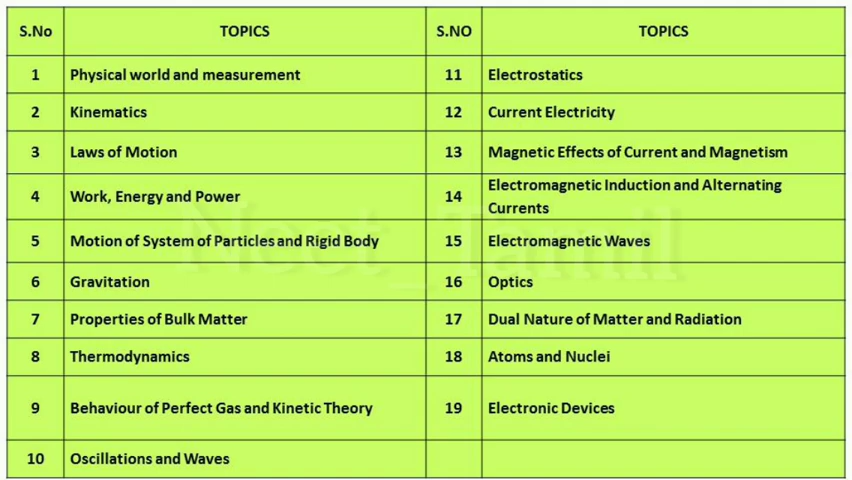 S.No TOPICS S.NO TOPICS
1 Physical world and measurement 11 Electrostatics
2 Kinematics 12 Current Electricity
3 Laws of Motion 13 Magnetic Effects of Current and Magnetism
4 Work, Energy and Power 14 Electromagnetic Induction and Alternating
Currents
5 Motion of System of Particles and Rigid Body 15 Electromagnetic Waves
6 Gravitation 16 Optics
7 Properties of Bulk Matter 17 Dual Nature of Matter and Radiation
8 Thermodynamics 18 Atoms and Nuclei
9 Behaviour of Perfect Gas and Kinetic Theory 19 Electronic Devices
10 Oscillations and Waves
Neet_Tamil